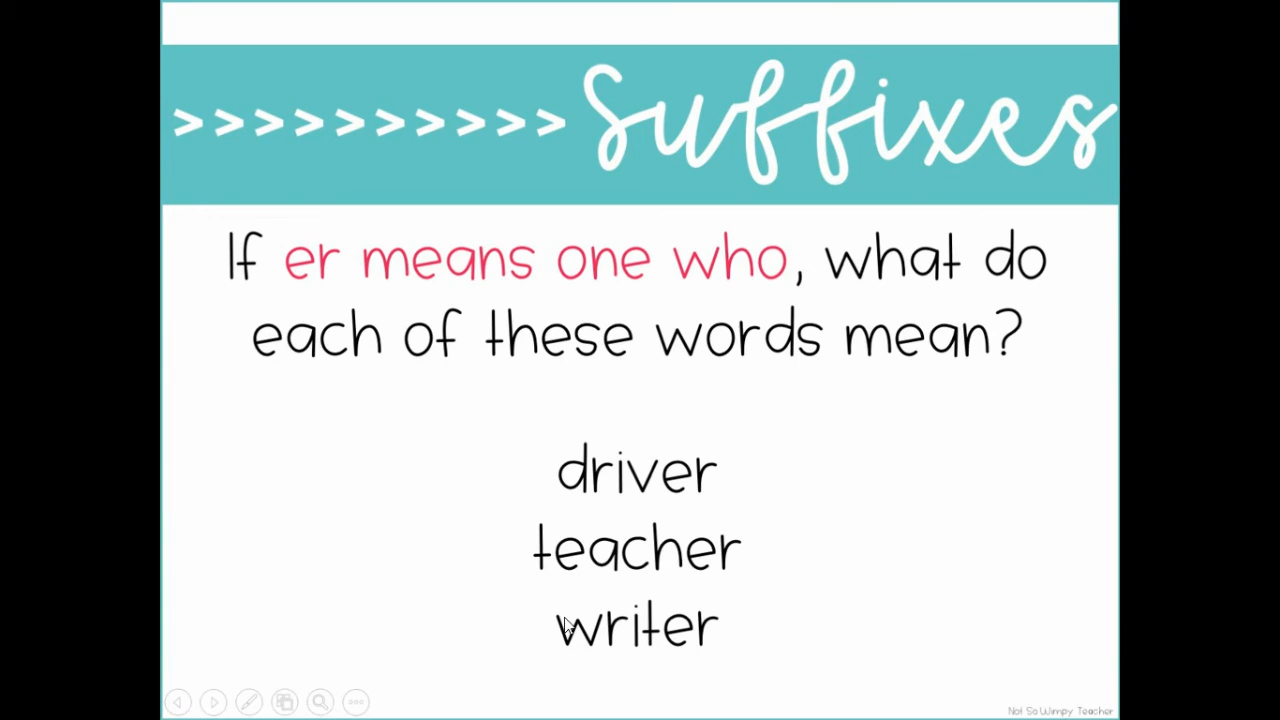 >>>>>>>>>> Suffixes
If er means one who, what do
each of these words mean?
driver
teacher
writer
Not So Wimpy Teacher